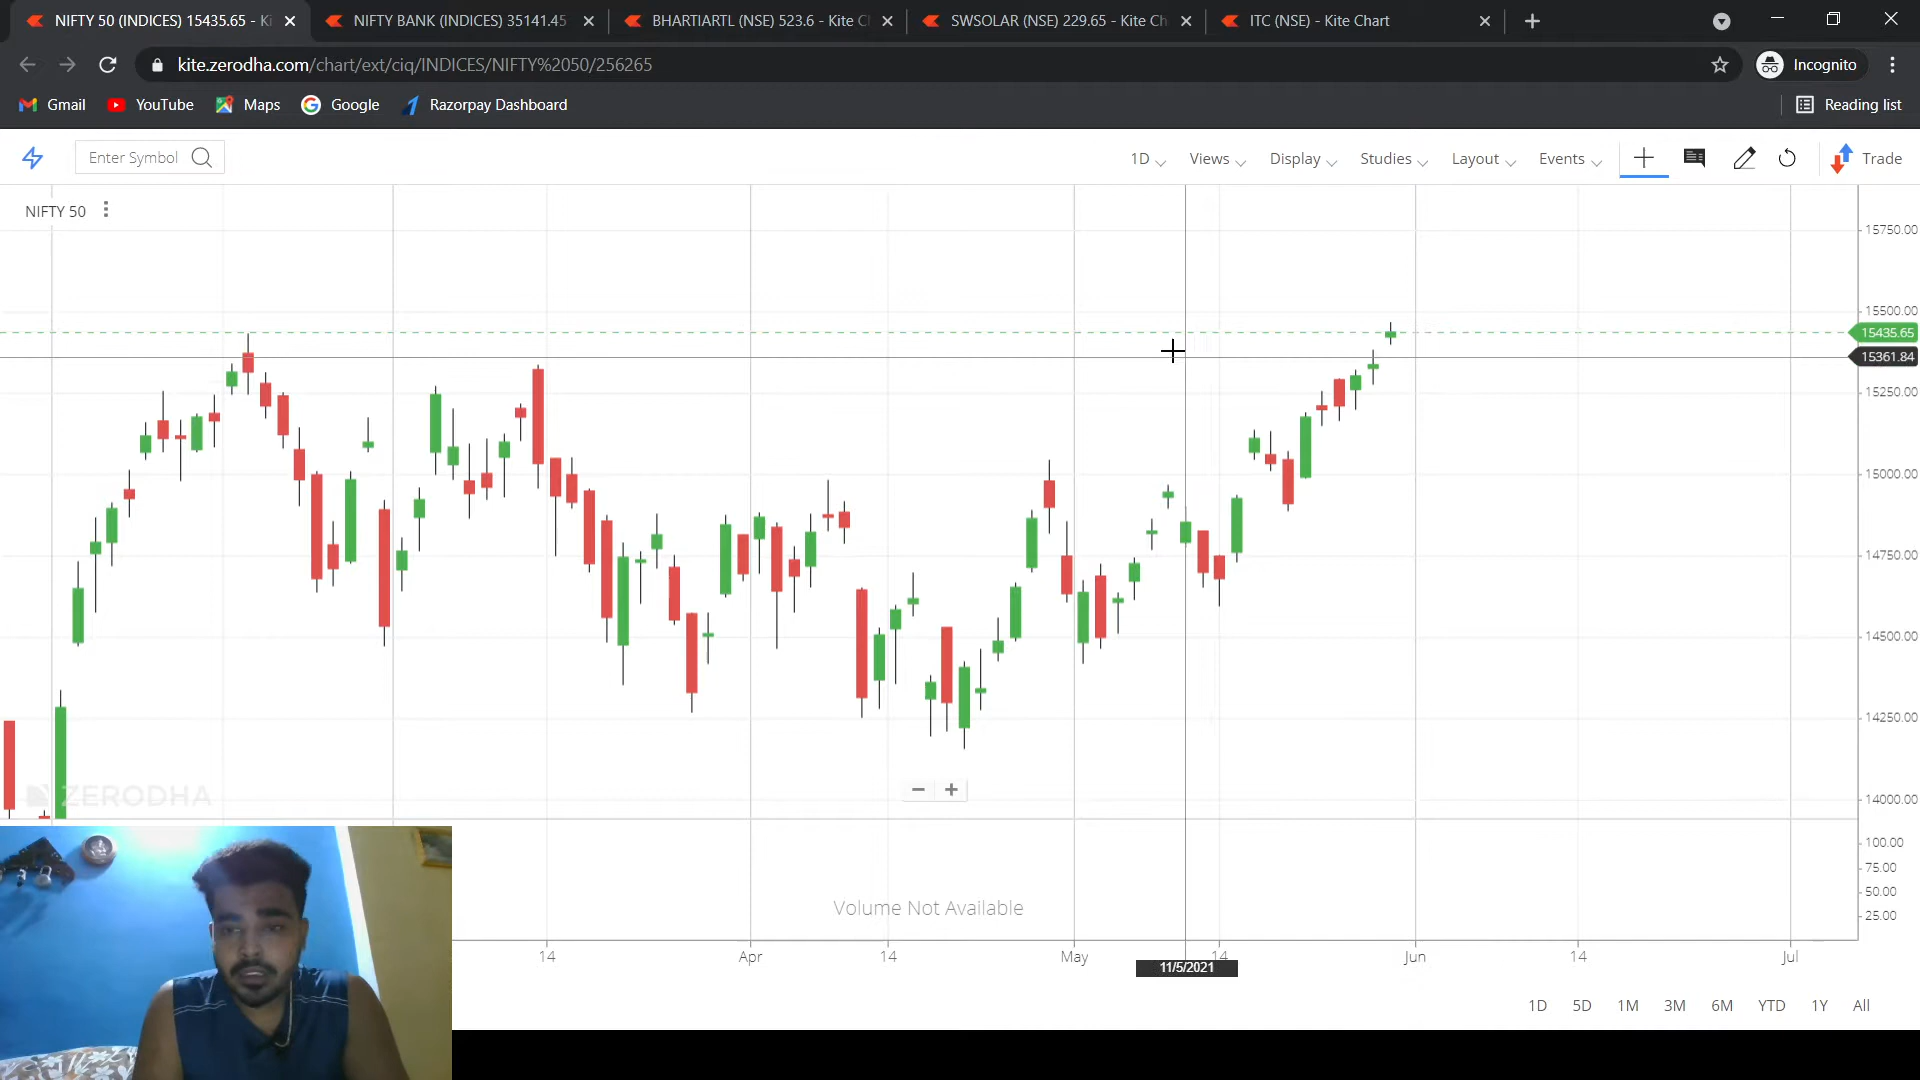 NIFTY 50 (INDICES) 15435.65 - Ki
NIFTY BANK (INDICES) 35141.45
BHARTIARTL (NSE) 523.6 - Kite C
SWSOLAR (NSE) 229.65 - Kite Ch
ITC (NSE) - Kite Chart
kite.zerodha.com/chart/ext/ciq/INDICES/NIFTY%2050/256265
Incognito
Gmail
YouTube
Maps
Google
Razorpay Dashboard
Reading list
Enter Symbol
1D
Views
Display
Studies
Layout
Events
Trade
NIFTY 50
15750.00
15500.00
15435.65
15361.84
15250.00
15000.00
14750.00
14500.00
14250.00
14000.00
ZERODHA
100.00
75.00
50.00
25.00
Volume Not Available
14
Apr
14
May
14
Jun
14
Jul
11/5/2021
1D
5D
1M
3M
6M
YTD
1Y
All